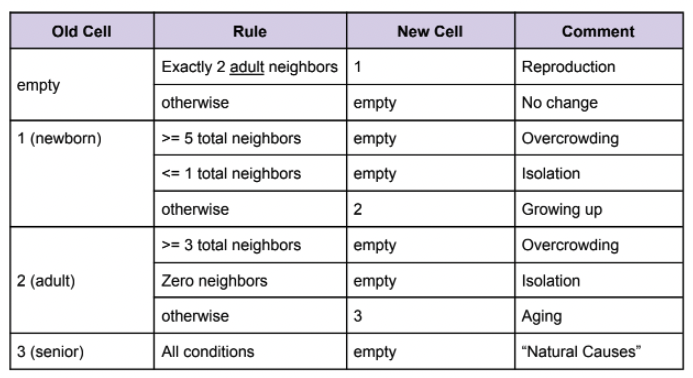 Old Cell Rule New Cell Comment
empty Exactly 2 adult neighbors 1 Reproduction
otherwise empty No change
1 (newborn) >= 5 total neighbors empty Overcrowding
<= 1 total neighbors empty Isolation
otherwise 2 Growing up
2 (adult) >= 3 total neighbors empty Overcrowding
Zero neighbors empty Isolation
otherwise 3 Aging
3 (senior) All conditions empty “Natural Causes”